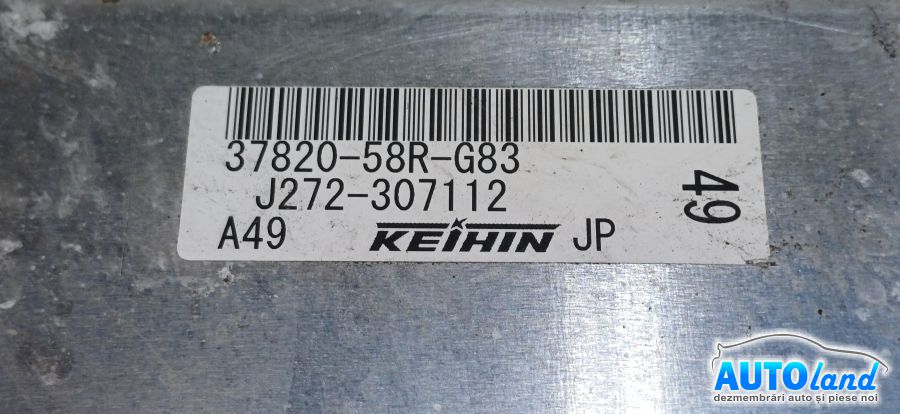 37820-58R-G83
J272-307112
A49 KEIHIN JP
49
AUTOland
dezmembrări auto și piese noi